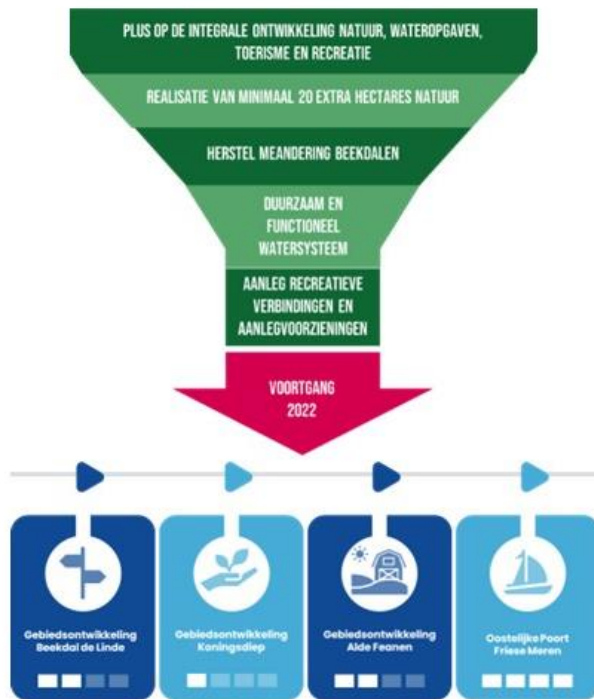 PLUS OP DE INTEGRALE ONTWIKKELING NATUUR, WATEROPGAVEN,
TOERISME EN RECREATIE
REALISATIE VAN MINIMAAL 20 EXTRA HECTARES NATUUR
HERSTEL MEANDERING BEEKDALEN
DUURZAAM EN
FUNCTIONEEL
WATERSYSTEEM
AANLEG RECREATIEVE
VERBINDINGEN EN
AANLEGVOORZIENINGEN
VOORTGANG
2022
Gebiedsontwikkeling
Beekdal de Linde
Gebiedsontwikkeling
Koningsdiep
Gebiedsontwikkeling
Alde Feanen
Oostelijke Poort
Friese Meren